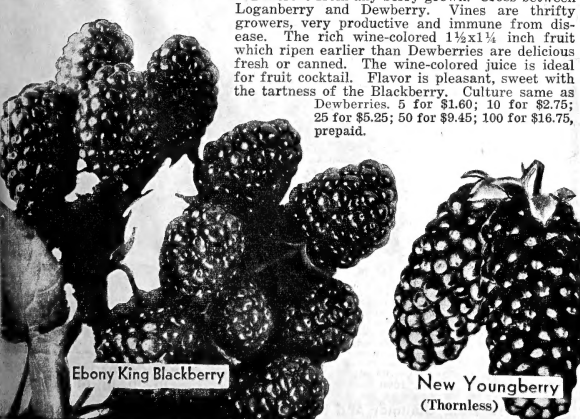 Loganberry and Dewberry. Vines are thrifty
growers, very productive and immune from dis-
ease. The rich wine-colored 1½x1¼ inch fruit
which ripen earlier than Dewberries are delicious
fresh or canned. The wine-colored juice is ideal
for fruit cocktail. Flavor is pleasant, sweet with
the tartness of the Blackberry. Culture same as
Dewberries. 5 for $1.60; 10 for $2.75;
25 for $5.25; 50 for $9.45; 100 for $16.75,
prepaid.
Ebony King Blackberry
New Youngberry
(Thornless)